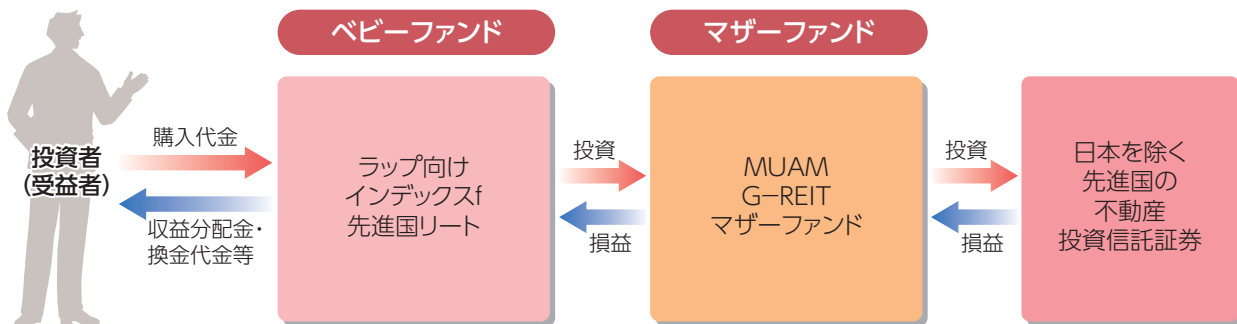 ベビーファンド
マザーファンド
投資者
(受益者)
購入代金
収益分配金・
換金代金等
ラップ向け
インデックスf
先進国リート
投資
損益
MUAM
G－REIT
マザーファンド
投資
損益
日本を除く
先進国の
不動産
投資信託証券